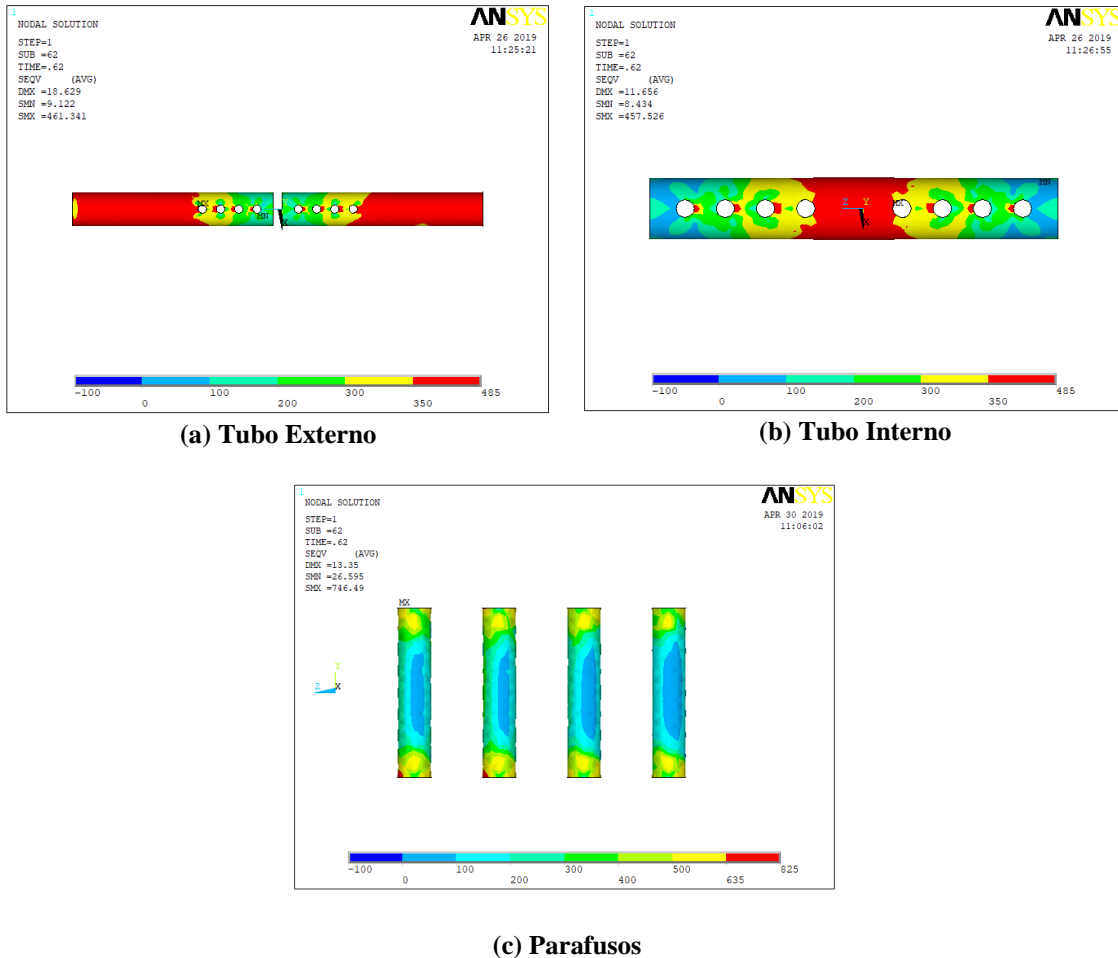 1
NODAL SOLUTION
STEP=1
SUB =62
TIME=.62
SEQV (AVG)
DMX =18.629
SMN =9.122
SMX =461.341
ANSYS
APR 26 2019
11:25:21
MX
MN
Y
X
-100 100 300 485
0 200 350
(a) Tubo Externo
1
NODAL SOLUTION
STEP=1
SUB =62
TIME=.62
SEQV (AVG)
DMX =11.656
SMN =8.434
SMX =457.526
ANSYS
APR 26 2019
11:26:55
MN
Z Y
MX
X
-100 100 300 485
0 200 350
(b) Tubo Interno
1
NODAL SOLUTION
STEP=1
SUB =62
TIME=.62
SEQV (AVG)
DMX =13.35
SMN =26.595
SMX =746.49
ANSYS
APR 30 2019
11:06:02
MX
Y
Z X
-100 100 300 500 825
0 200 400 635
(c) Parafusos